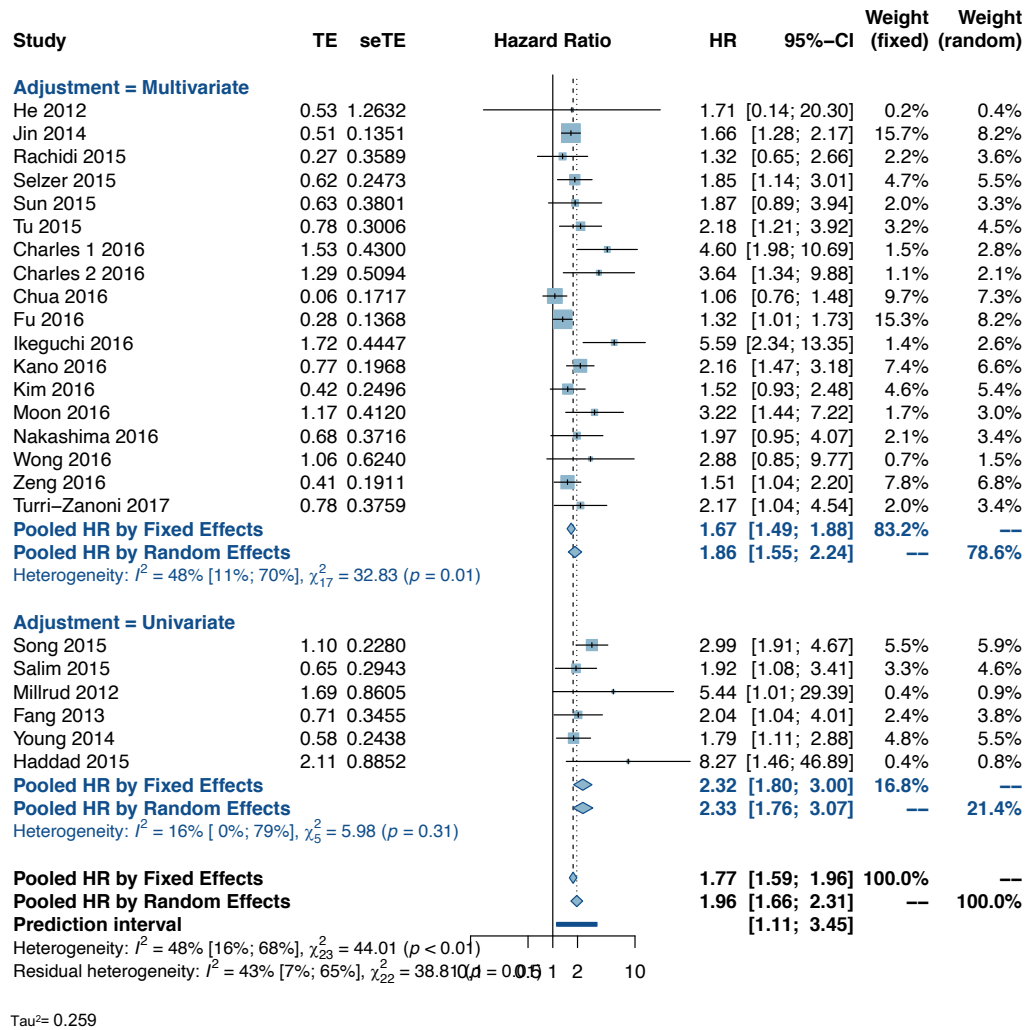 Weight Weight
Study TE seTE Hazard Ratio HR 95%−CI (fixed) (random)
Adjustment = Multivariate
He 2012 0.53 1.2632 1.71 [0.14; 20.30] 0.2% 0.4%
Jin 2014 0.51 0.1351 1.66 [1.28; 2.17] 15.7% 8.2%
Rachidi 2015 0.27 0.3589 1.32 [0.65; 2.66] 2.2% 3.6%
Selzer 2015 0.62 0.2473 1.85 [1.14; 3.01] 4.7% 5.5%
Sun 2015 0.63 0.3801 1.87 [0.89; 3.94] 2.0% 3.3%
Tu 2015 0.78 0.3006 2.18 [1.21; 3.92] 3.2% 4.5%
Charles 1 2016 1.53 0.4300 4.60 [1.98; 10.69] 1.5% 2.8%
Charles 2 2016 1.29 0.5094 3.64 [1.34; 9.88] 1.1% 2.1%
Chua 2016 0.06 0.1717 1.06 [0.76; 1.48] 9.7% 7.3%
Fu 2016 0.28 0.1368 1.32 [1.01; 1.73] 15.3% 8.2%
Ikeguchi 2016 1.72 0.4447 5.59 [2.34; 13.35] 1.4% 2.6%
Kano 2016 0.77 0.1968 2.16 [1.47; 3.18] 7.4% 6.6%
Kim 2016 0.42 0.2496 1.52 [0.93; 2.48] 4.6% 5.4%
Moon 2016 1.17 0.4120 3.22 [1.44; 7.22] 1.7% 3.0%
Nakashima 2016 0.68 0.3716 1.97 [0.95; 4.07] 2.1% 3.4%
Wong 2016 1.06 0.6240 2.88 [0.85; 9.77] 0.7% 1.5%
Zeng 2016 0.41 0.1911 1.51 [1.04; 2.20] 7.8% 6.8%
Turri−Zanoni 2017 0.78 0.3759 2.17 [1.04; 4.54] 2.0% 3.4%
Pooled HR by Fixed Effects 1.67 [1.49; 1.88] 83.2% −−
Pooled HR by Random Effects 1.86 [1.55; 2.24] −− 78.6%
Heterogeneity: I² = 48% [11%; 70%], χ²₁₇ = 32.83 (p = 0.01)
Adjustment = Univariate
Song 2015 1.10 0.2280 2.99 [1.91; 4.67] 5.5% 5.9%
Salim 2015 0.65 0.2943 1.92 [1.08; 3.41] 3.3% 4.6%
Millrud 2012 1.69 0.8605 5.44 [1.01; 29.39] 0.4% 0.9%
Fang 2013 0.71 0.3455 2.04 [1.04; 4.01] 2.4% 3.8%
Young 2014 0.58 0.2438 1.79 [1.11; 2.88] 4.8% 5.5%
Haddad 2015 2.11 0.8852 8.27 [1.46; 46.89] 0.4% 0.8%
Pooled HR by Fixed Effects 2.32 [1.80; 3.00] 16.8% −−
Pooled HR by Random Effects 2.33 [1.76; 3.07] −− 21.4%
Heterogeneity: I² = 16% [ 0%; 79%], χ²₅ = 5.98 (p = 0.31)
Pooled HR by Fixed Effects 1.77 [1.59; 1.96] 100.0% −−
Pooled HR by Random Effects 1.96 [1.66; 2.31] −− 100.0%
Prediction interval [1.11; 3.45]
Heterogeneity: I² = 48% [16%; 68%], χ²₂₃ = 44.01 (p < 0.01)
Residual heterogeneity: I² = 43% [7%; 65%], χ²₂₂ = 38.81 1 2 10
Tau²= 0.259